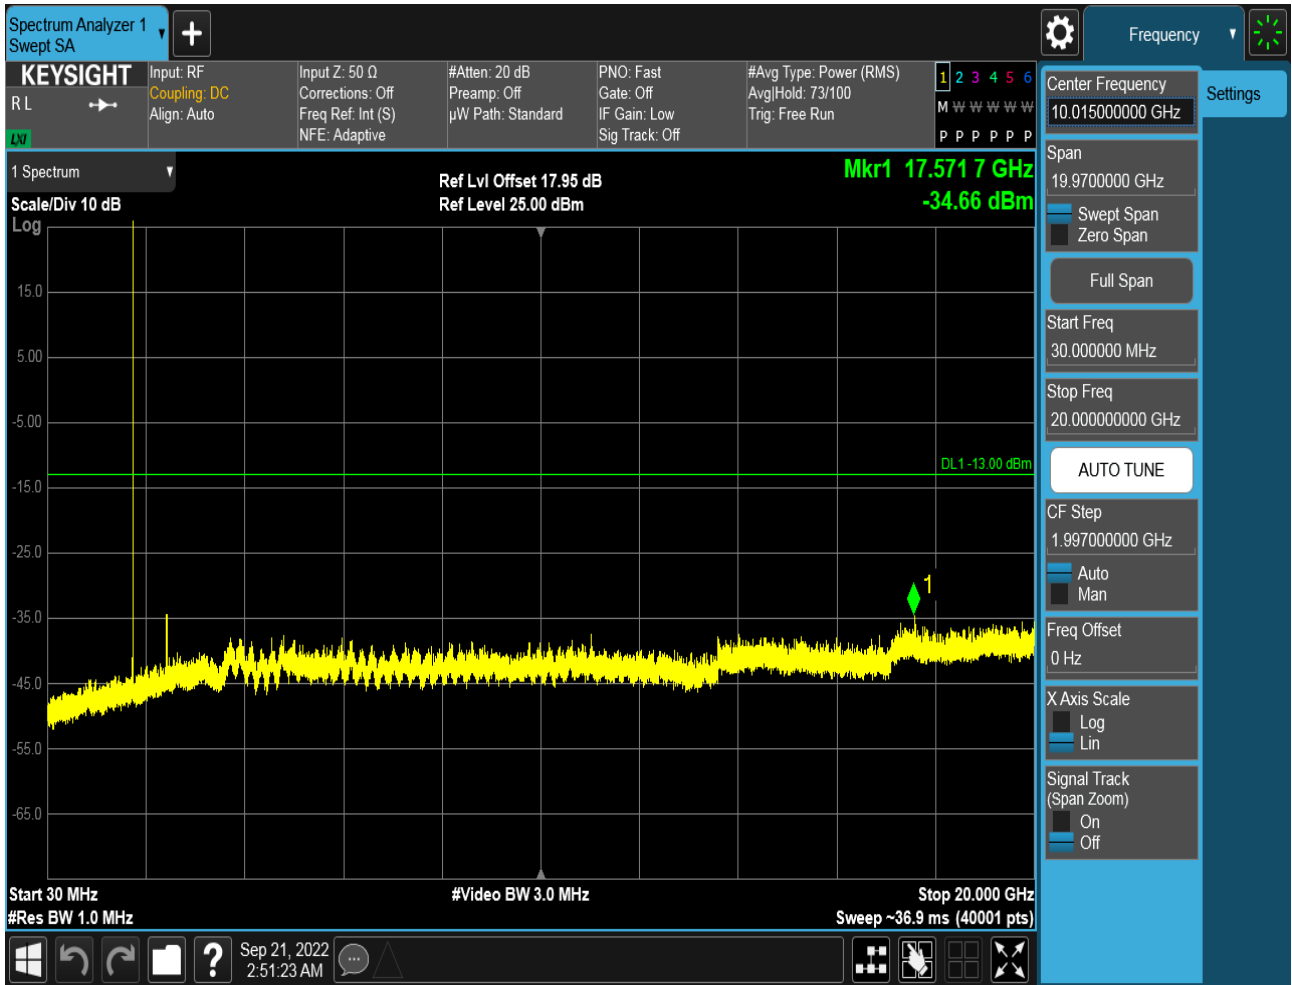 Spectrum Analyzer 1
Swept SA
Frequency
KEYSIGHT
R L
LXI
Input: RF
Coupling: DC
Align: Auto
Input Z: 50 Ω
Corrections: Off
Freq Ref: Int (S)
NFE: Adaptive
#Atten: 20 dB
Preamp: Off
µW Path: Standard
PNO: Fast
Gate: Off
IF Gain: Low
Sig Track: Off
#Avg Type: Power (RMS)
Avg|Hold: 73/100
Trig: Free Run
1 2 3 4 5 6
M W W W W W
P P P P P P
1 Spectrum
Scale/Div 10 dB
Log
Ref Lvl Offset 17.95 dB
Ref Level 25.00 dBm
Mkr1 17.571 7 GHz
-34.66 dBm
15.0
5.00
-5.00
-15.0
-25.0
-35.0
-45.0
-55.0
-65.0
DL1 -13.00 dBm
1
Start 30 MHz
#Res BW 1.0 MHz
#Video BW 3.0 MHz
Stop 20.000 GHz
Sweep ~36.9 ms (40001 pts)
Center Frequency
10.015000000 GHz
Settings
Span
19.9700000 GHz
Swept Span
Zero Span
Full Span
Start Freq
30.000000 MHz
Stop Freq
20.000000000 GHz
AUTO TUNE
CF Step
1.997000000 GHz
Auto
Man
Freq Offset
0 Hz
X Axis Scale
Log
Lin
Signal Track
(Span Zoom)
On
Off
?
Sep 21, 2022
2:51:23 AM